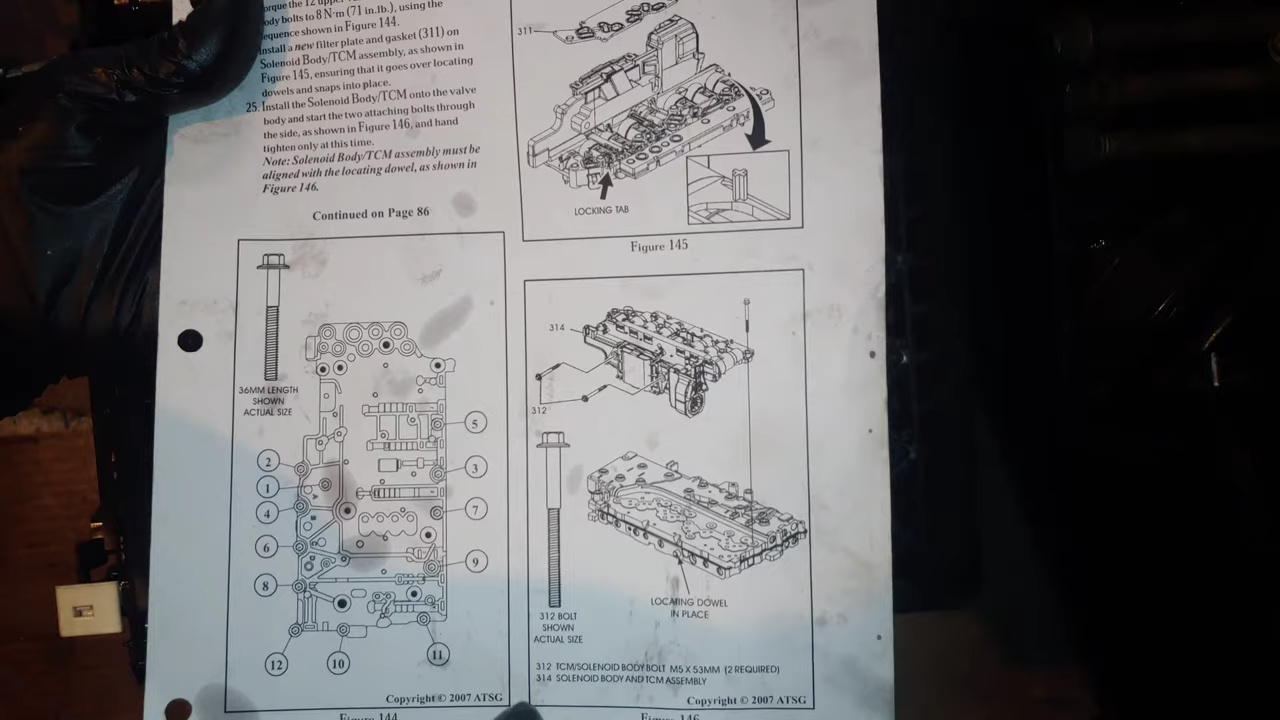 orque the 12 upper
ody bolts to 8 N·m (71 in.lb.), using the
equence shown in Figure 144.
Install a new filter plate and gasket (311) on
Solenoid Body/TCM assembly, as shown in
Figure 145, ensuring that it goes over locating
dowels and snaps into place.
25. Install the Solenoid Body/TCM onto the valve
body and start the two attaching bolts through
the side, as shown in Figure 146, and hand
tighten only at this time.
Note: Solenoid Body/TCM assembly must be
aligned with the locating dowel, as shown in
Figure 146.
Continued on Page 86
311
LOCKING TAB
Figure 145
36MM LENGTH
SHOWN
ACTUAL SIZE
5
2
3
1
4
7
6
9
8
12
10
11
Copyright © 2007 ATSG
Figure 144
314
312
312 BOLT
SHOWN
ACTUAL SIZE
LOCATING DOWEL
IN PLACE
312 TCM/SOLENOID BODY BOLT M5 X 53MM (2 REQUIRED)
314 SOLENOID BODY AND TCM ASSEMBLY
Copyright © 2007 ATSG
Figure 146